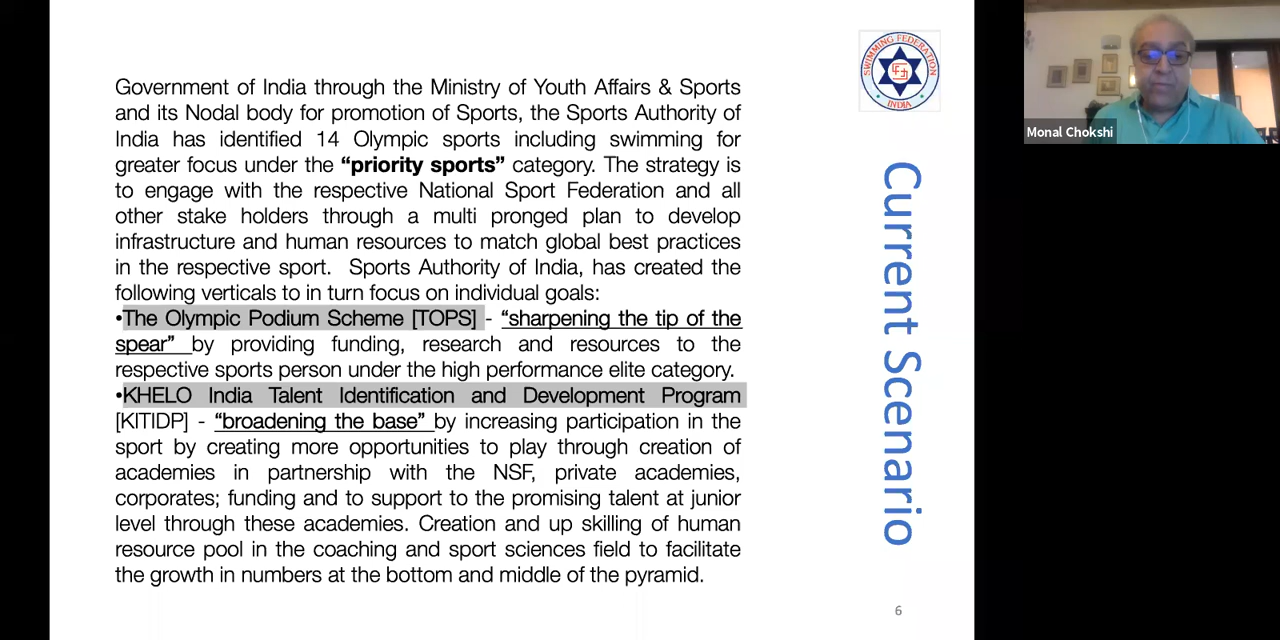 Government of India through the Ministry of Youth Affairs & Sports
and its Nodal body for promotion of Sports, the Sports Authority of
India has identified 14 Olympic sports including swimming for
greater focus under the “priority sports” category. The strategy is
to engage with the respective National Sport Federation and all
other stake holders through a multi pronged plan to develop
infrastructure and human resources to match global best practices
in the respective sport. Sports Authority of India, has created the
following verticals to in turn focus on individual goals:
•The Olympic Podium Scheme [TOPS] - “sharpening the tip of the
spear” by providing funding, research and resources to the
respective sports person under the high performance elite category.
•KHELO India Talent Identification and Development Program
[KITIDP] - “broadening the base” by increasing participation in the
sport by creating more opportunities to play through creation of
academies in partnership with the NSF, private academies,
corporates; funding and to support to the promising talent at junior
level through these academies. Creation and up skilling of human
resource pool in the coaching and sport sciences field to facilitate
the growth in numbers at the bottom and middle of the pyramid.
SWIMMING FEDERATION
INDIA
Current Scenario
6
Monal Chokshi